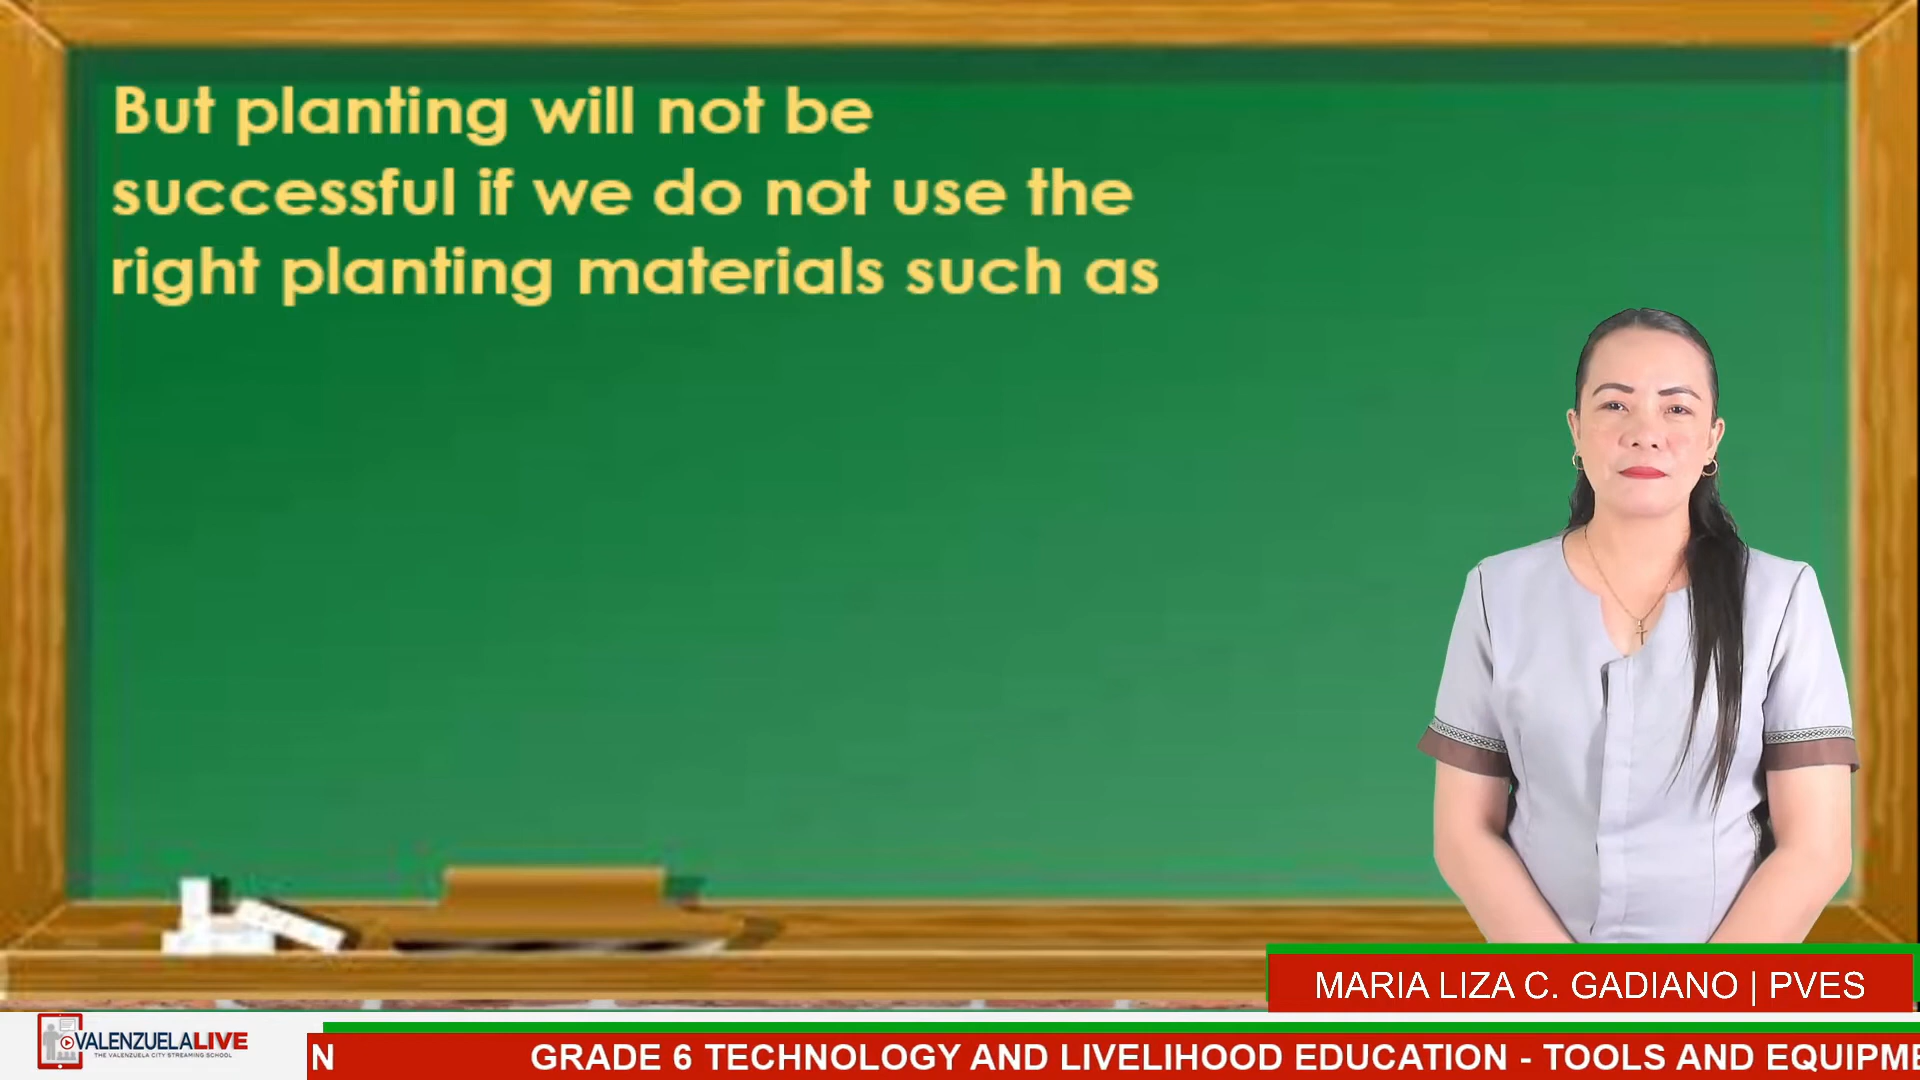 But planting will not be
successful if we do not use the
right planting materials such as
MARIA LIZA C. GADIANO | PVES
VALENZUELALIVE
THE VALENZUELA CITY STREAMING SCHOOL
N GRADE 6 TECHNOLOGY AND LIVELIHOOD EDUCATION - TOOLS AND EQUIPME